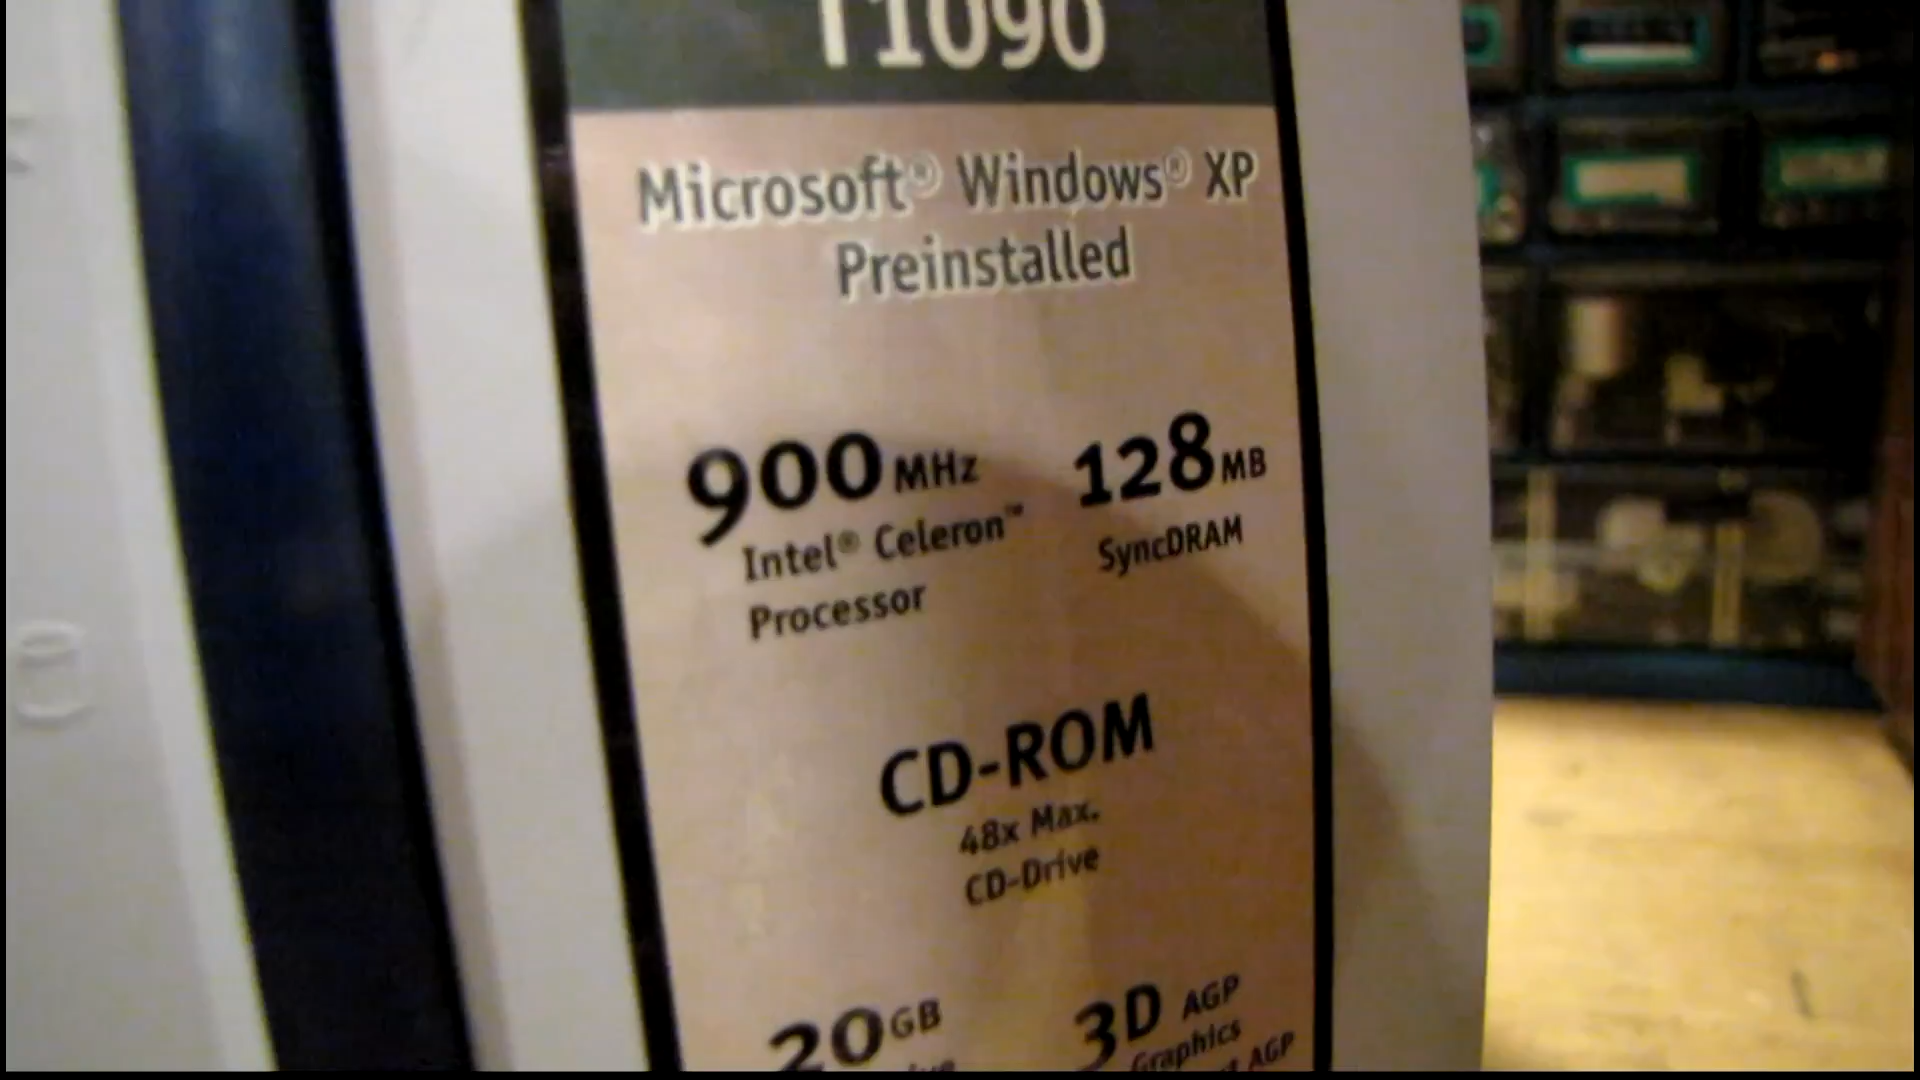 T1090
Microsoft® Windows® XP
Preinstalled
900 MHz
Intel® Celeron™
Processor
128 MB
SyncDRAM
CD-ROM
48x Max.
CD-Drive
20 GB
3D AGP
Graphics
AGP